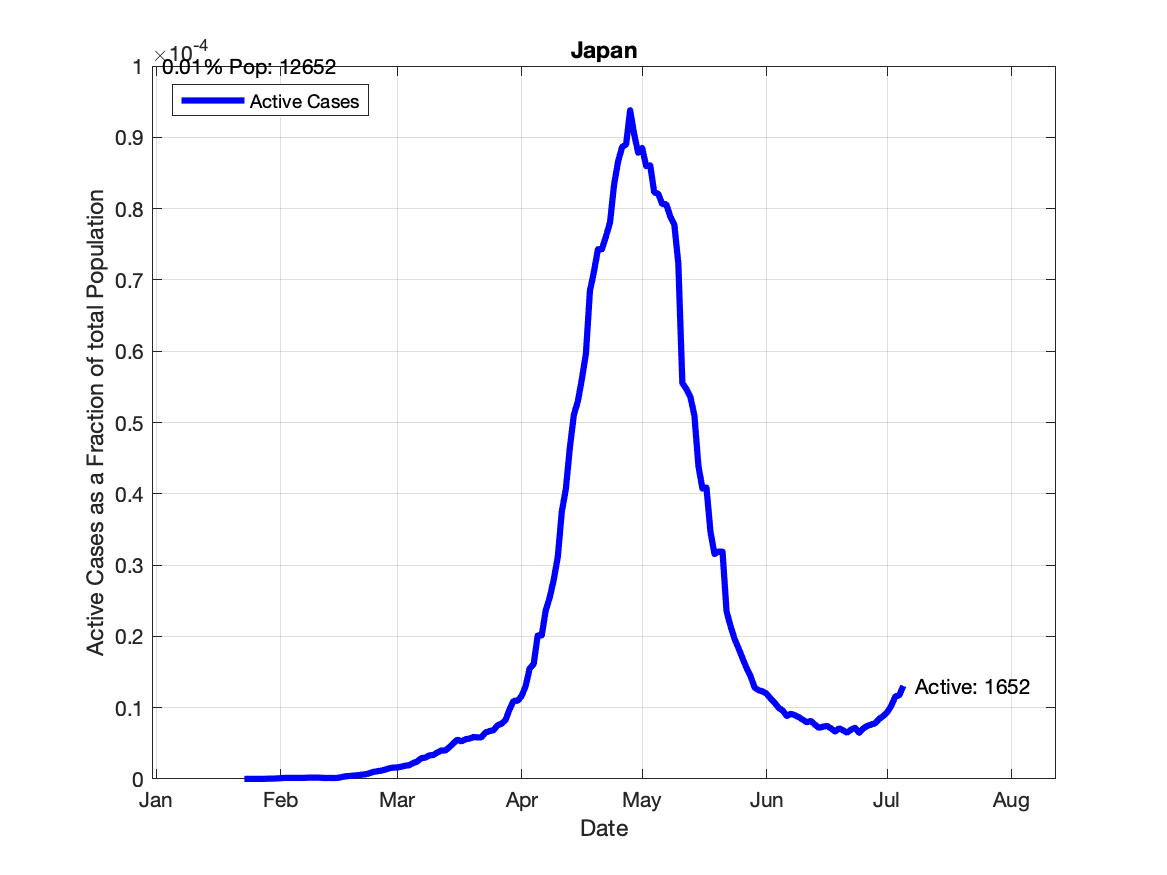 Japan
×10-4
0.01% Pop: 12652
Active Cases
Active Cases as a Fraction of total Population
1
0.9
0.8
0.7
0.6
0.5
0.4
0.3
0.2
0.1
0
Active: 1652
Jan Feb Mar Apr May Jun Jul Aug
Date